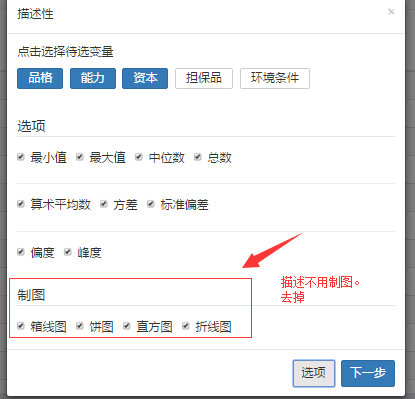 描述性 ×
点击选择待选变量
品格 能力 资本 担保品 环境条件
选项
最小值 最大值 中位数 总数
算术平均数 方差 标准偏差
偏度 峰度
制图
箱线图 饼图 直方图 折线图
描述不用制图。
去掉
选项 下一步